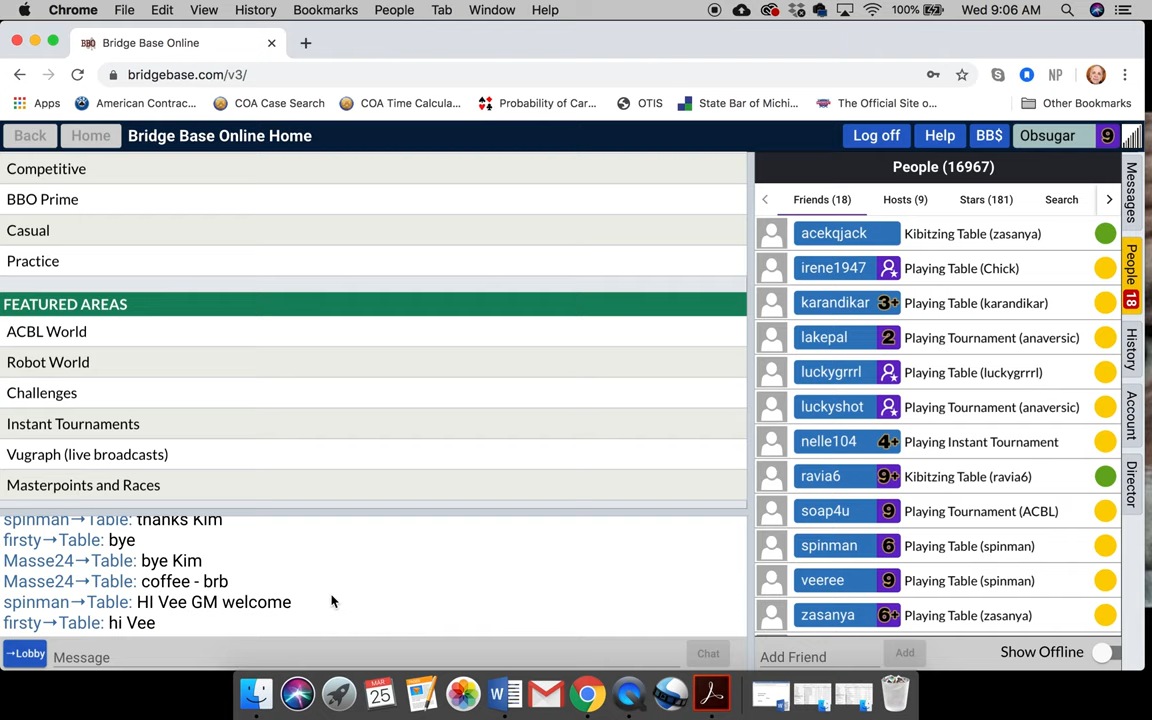 Chrome File Edit View History Bookmarks People Tab Window Help 100% Wed 9:06 AM
Bridge Base Online
bridgebase.com/v3/ NP
Apps American Contrac... COA Case Search COA Time Calcula... Probability of Car... OTIS State Bar of Michi... The Official Site o... Other Bookmarks
Back Home Bridge Base Online Home Log off Help BB$ Obsugar 9
Competitive
BBO Prime
Casual
Practice
FEATURED AREAS
ACBL World
Robot World
Challenges
Instant Tournaments
Vugraph (live broadcasts)
Masterpoints and Races
spinman→Table: thanks Kim
firsty→Table: bye
Masse24→Table: bye Kim
Masse24→Table: coffee - brb
spinman→Table: HI Vee GM welcome
firsty→Table: hi Vee
→Lobby Message Chat
People (16967)
Friends (18) Hosts (9) Stars (181) Search
acekqjack Kibitzing Table (zasanya)
irene1947 Playing Table (Chick)
karandikar 3+ Playing Table (karandikar)
lakepal 2 Playing Tournament (anaversic)
luckygrrrl Playing Table (luckygrrrl)
luckyshot Playing Tournament (anaversic)
nelle104 4+ Playing Instant Tournament
ravia6 9+ Kibitzing Table (ravia6)
soap4u 9 Playing Tournament (ACBL)
spinman 6 Playing Table (spinman)
veeree 9 Playing Table (spinman)
zasanya 6+ Playing Table (zasanya)
Add Friend Add Show Offline
Messages
People 18
History
Account
Director
MAR
25